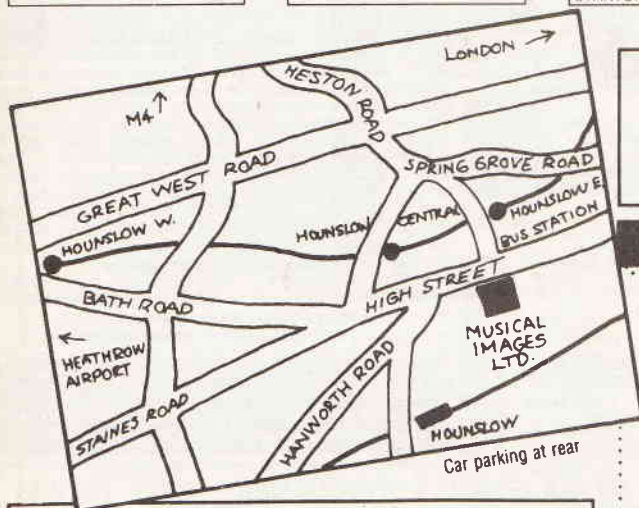 LONDON
M4
HESTON ROAD
GREAT WEST ROAD
SPRING GROVE ROAD
HOUNSLOW W.
HOUNSLOW CENTRAL
HOUNSLOW E.
BUS STATION
BATH ROAD
HIGH STREET
HEATHROW
AIRPORT
MUSICAL
IMAGES
LTD.
STAINES ROAD
HANWORTH ROAD
HOUNSLOW
Car parking at rear